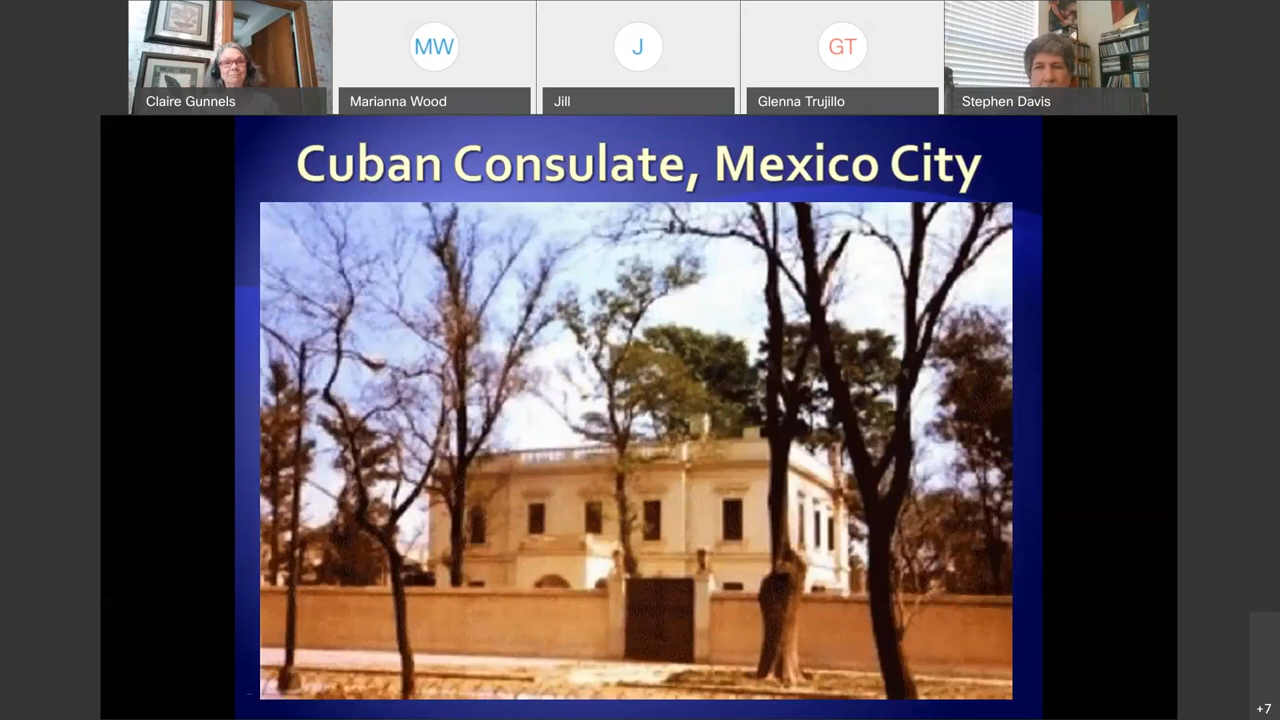 MW
J
GT
Claire Gunnels
Marianna Wood
Jill
Glenna Trujillo
Stephen Davis
Cuban Consulate, Mexico City
+7